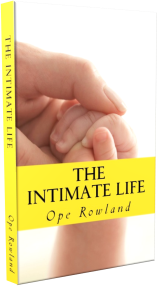 THE INTIMATE LIFE
Ope Rowland
THE
INTIMATE LIFE
Ope Rowland